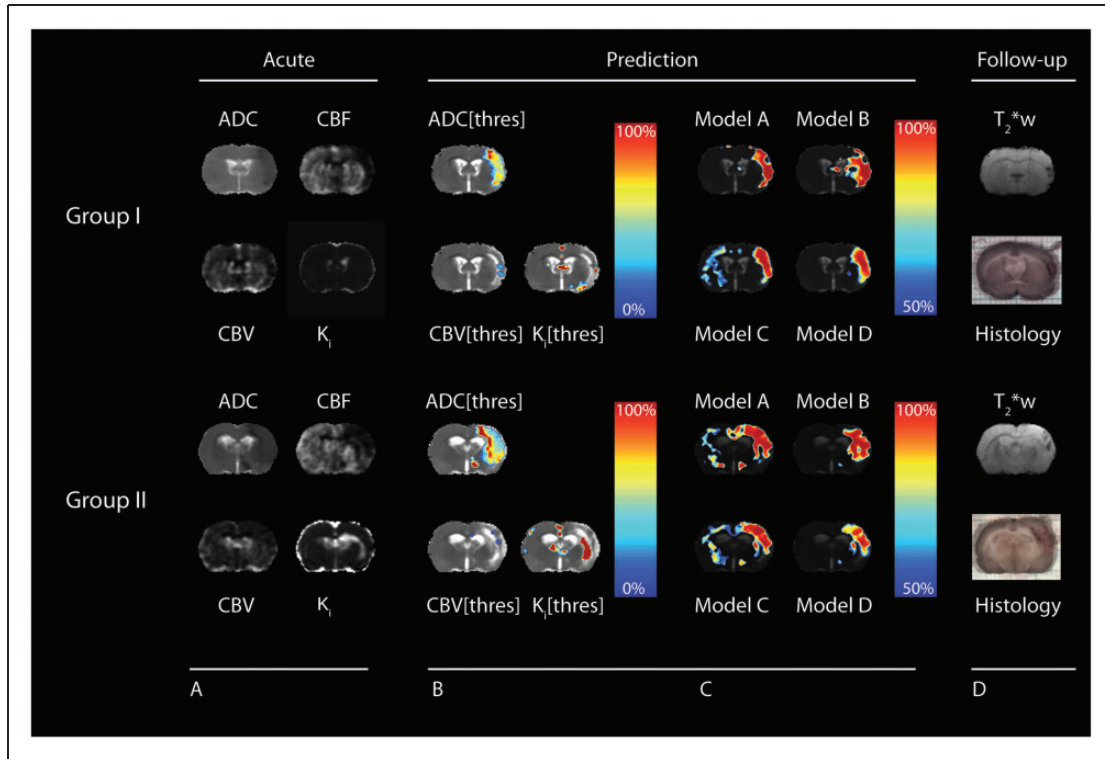 Acute Prediction Follow-up
ADC CBF ADC[thres] 100% Model A Model B 100% T2*w
Group I
CBV Ki CBV[thres] Ki[thres] 0% Model C Model D 50% Histology
ADC CBF ADC[thres] 100% Model A Model B 100% T2*w
Group II
CBV Ki CBV[thres] Ki[thres] 0% Model C Model D 50% Histology
A B C D